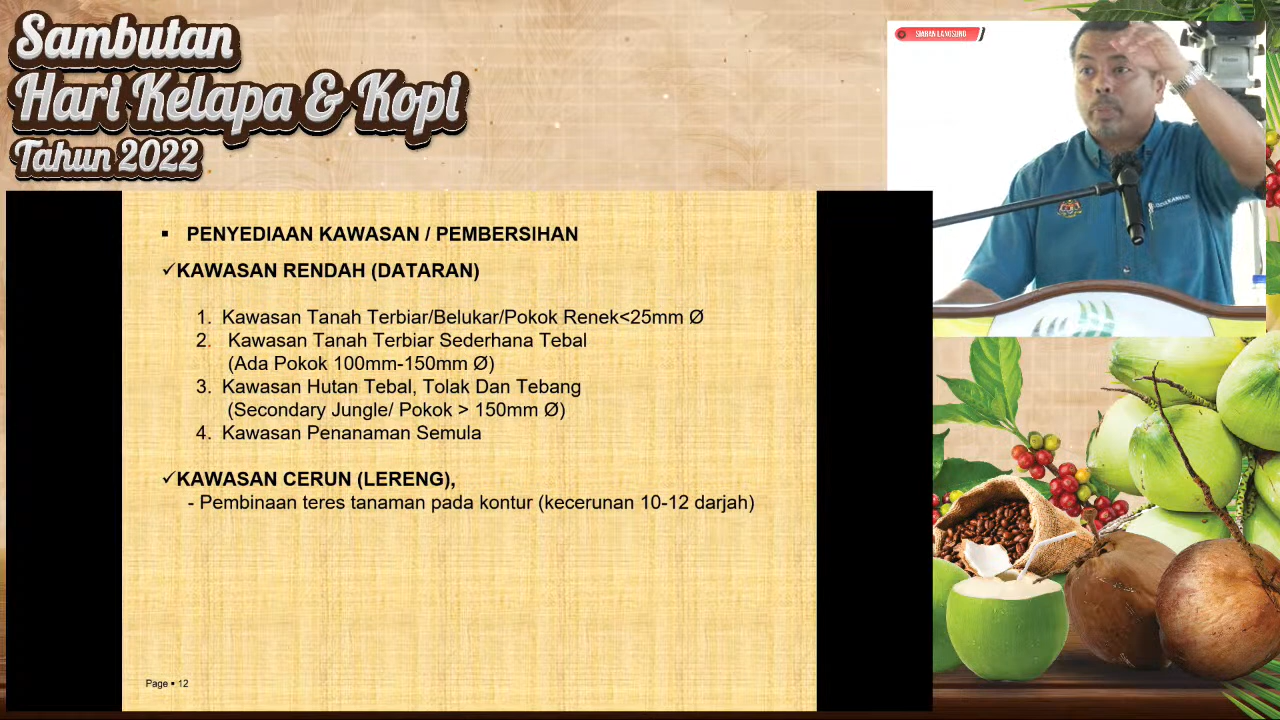 Sambutan
Hari Kelapa & Kopi
Tahun 2022
SIARAN LANGSUNG
▪ PENYEDIAAN KAWASAN / PEMBERSIHAN
✓KAWASAN RENDAH (DATARAN)
1. Kawasan Tanah Terbiar/Belukar/Pokok Renek<25mm Ø
2. Kawasan Tanah Terbiar Sederhana Tebal
(Ada Pokok 100mm-150mm Ø)
3. Kawasan Hutan Tebal, Tolak Dan Tebang
(Secondary Jungle/ Pokok > 150mm Ø)
4. Kawasan Penanaman Semula
✓KAWASAN CERUN (LERENG),
- Pembinaan teres tanaman pada kontur (kecerunan 10-12 darjah)
Page ▪ 12